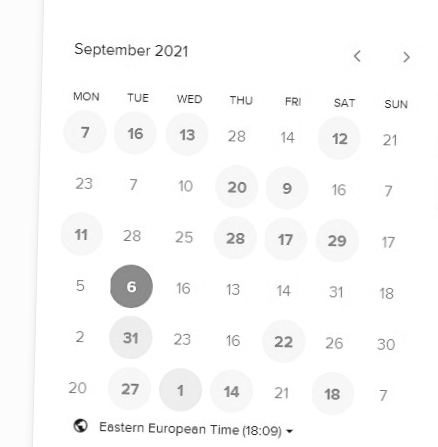 September 2021
MON TUE WED THU FRI SAT SUN
7 16 13 28 14 12 21
23 7 10 20 9 16 7
11 28 25 28 17 29 17
5 6 16 13 14 31 18
2 31 23 16 22 26 30
20 27 1 14 21 18 7
Eastern European Time (18:09)